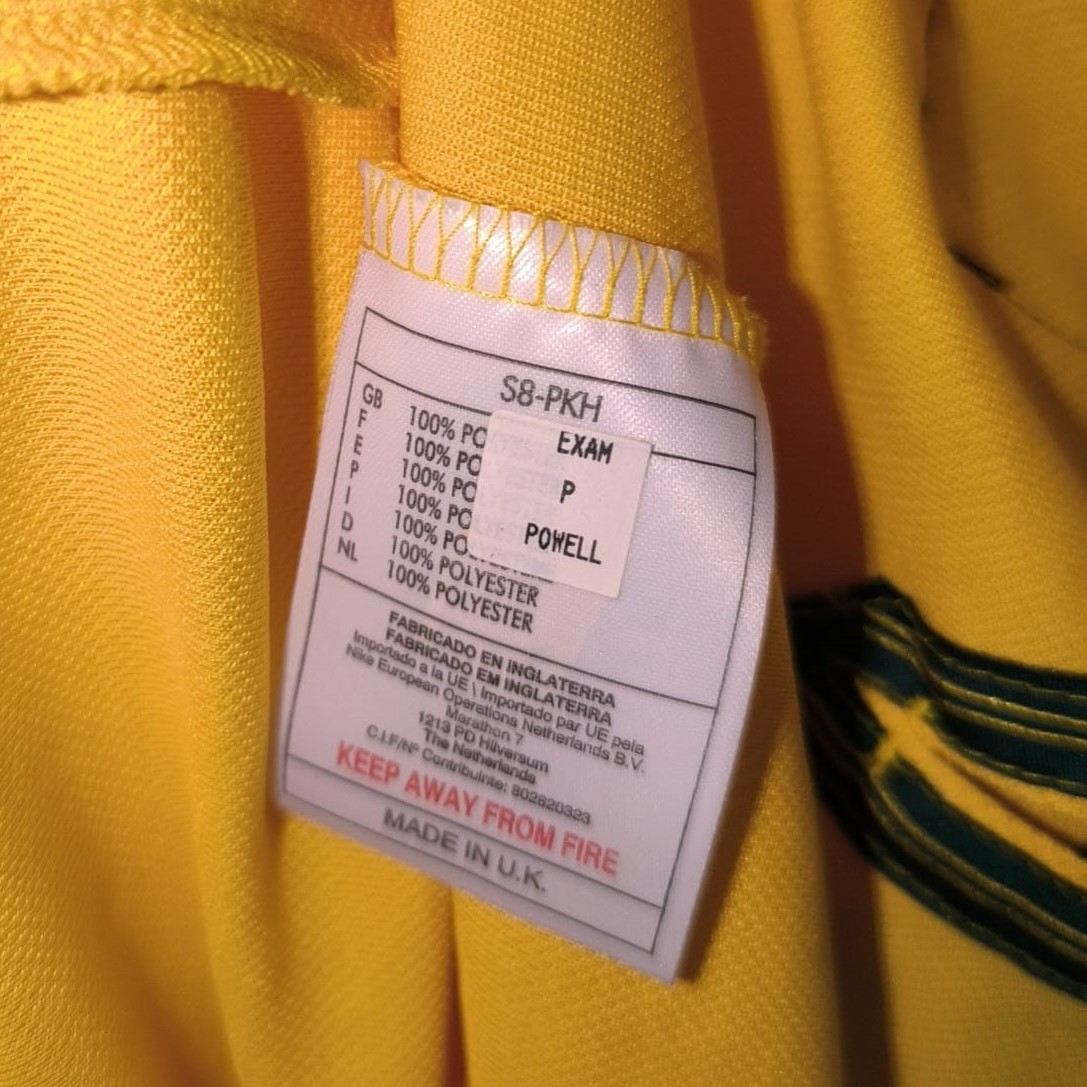 S8-PKH
GB 100% PO
F 100% PO
E 100% PO
P 100% PO
I 100% PO
D 100% POLYESTER
NL 100% POLYESTER
EXAM
P
POWELL
FABRICADO EN INGLATERRA
FABRICADO EM INGLATERRA
Importado a la UE \ Importado par UE pela
Nike European Operations Netherlands B.V.
Marathon 7
1213 PD Hilversum
The Netherlands
C.I.F/Nº Contribuinte: 802620323
KEEP AWAY FROM FIRE
MADE IN U.K.